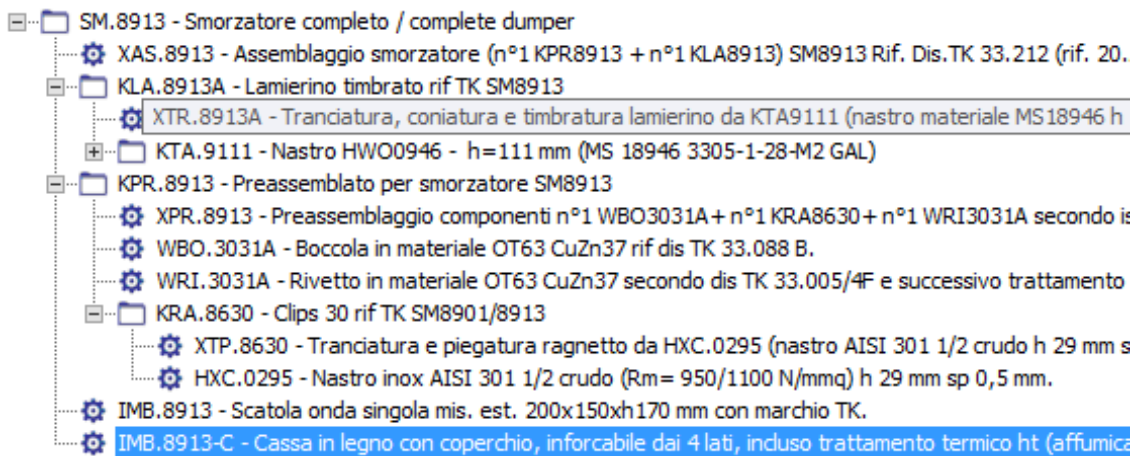 SM.8913 - Smorzatore completo / complete dumper
XAS.8913 - Assemblaggio smorzatore (n°1 KPR8913 + n°1 KLA8913) SM8913 Rif. Dis.TK 33.212 (rif. 20.
KLA.8913A - Lamierino timbrato rif TK SM8913
XTR.8913A - Tranciatura, coniatura e timbratura lamierino da KTA9111 (nastro materiale MS18946 h
KTA.9111 - Nastro HWO0946 - h=111 mm (MS 18946 3305-1-28-M2 GAL)
KPR.8913 - Preassemblato per smorzatore SM8913
XPR.8913 - Preassemblaggio componenti n°1 WBO3031A+ n°1 KRA8630+ n°1 WRI3031A secondo is
WBO.3031A - Boccola in materiale OT63 CuZn37 rif dis TK 33.088 B.
WRI.3031A - Rivetto in materiale OT63 CuZn37 secondo dis TK 33.005/4F e successivo trattamento
KRA.8630 - Clips 30 rif TK SM8901/8913
XTP.8630 - Tranciatura e piegatura ragnetto da HXC.0295 (nastro AISI 301 1/2 crudo h 29 mm s
HXC.0295 - Nastro inox AISI 301 1/2 crudo (Rm= 950/1100 N/mmq) h 29 mm sp 0,5 mm.
IMB.8913 - Scatola onda singola mis. est. 200x150xh170 mm con marchio TK.
IMB.8913-C - Cassa in legno con coperchio, inforcabile dai 4 lati, incluso trattamento termico ht (affumica